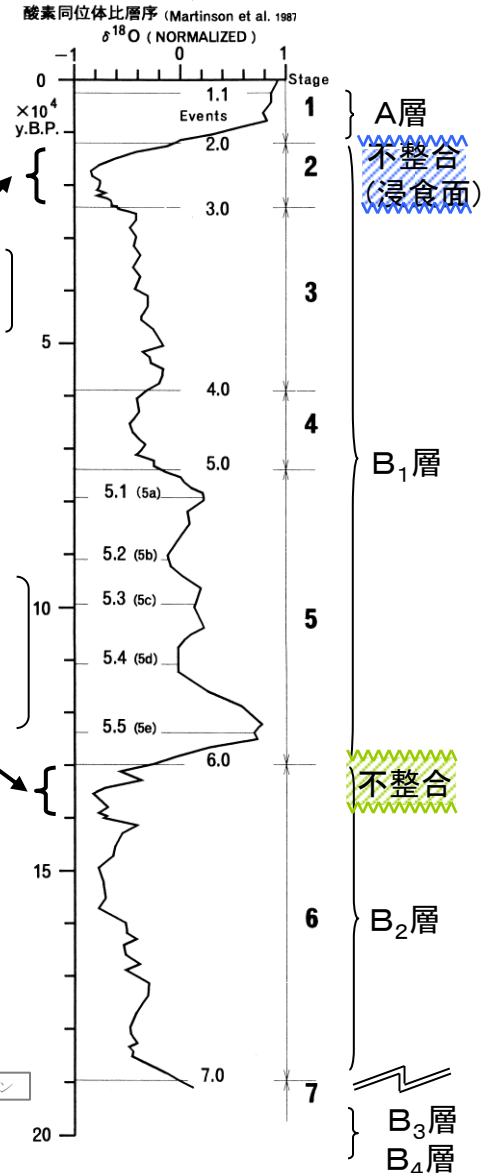 酸素同位体比層序 (Martinson et al. 1987
δ¹⁸O ( NORMALIZED )
−1 0 1
0 Stage
×10⁴
y.B.P.
1.1
Events
1
A層
2.0
不整合
(浸食面)
2
3.0
3
5
4.0
4
5.0
B₁層
5.1 (5a)
5.2 (5b)
5.3 (5c)
10
5
5.4 (5d)
5.5 (5e)
6.0
不整合
15
6
B₂層
7.0
ン
7
B₃層
20
B₄層